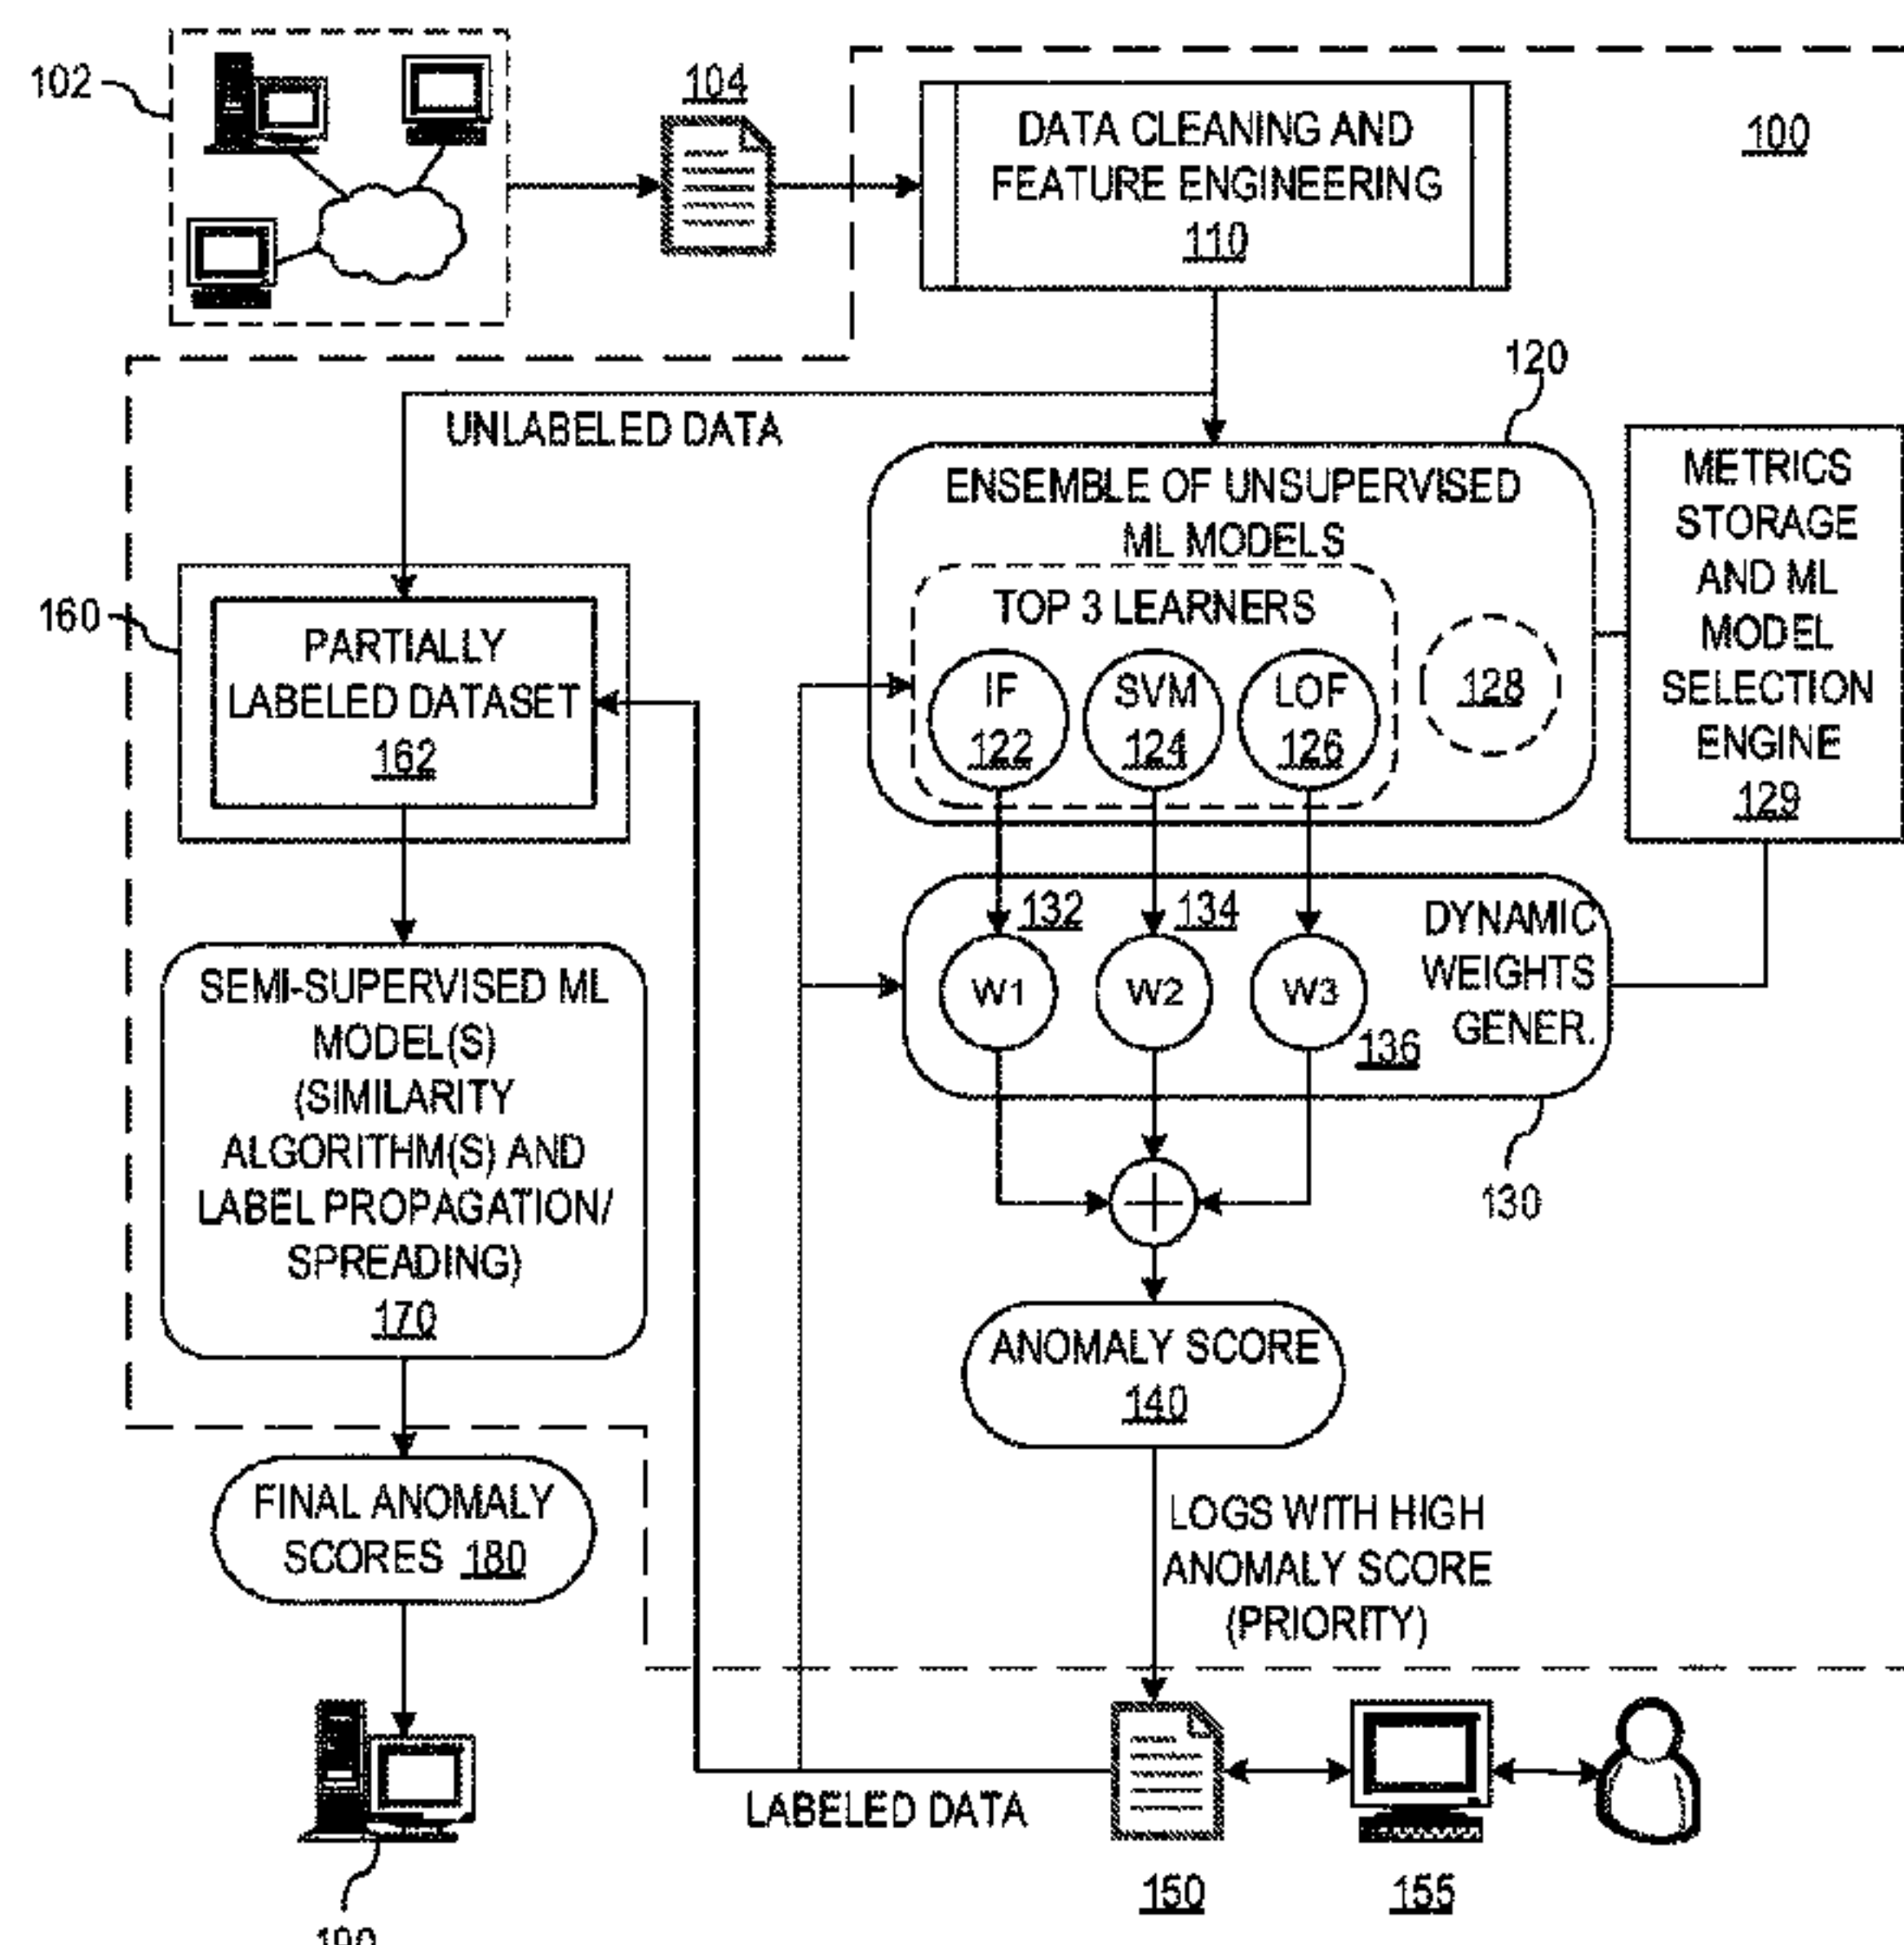 102
104
DATA CLEANING AND
FEATURE ENGINEERING
110
100
UNLABELED DATA
120
ENSEMBLE OF UNSUPERVISED
ML MODELS
TOP 3 LEARNERS
IF
122
SVM
124
LOF
126
128
METRICS
STORAGE
AND ML
MODEL
SELECTION
ENGINE
129
160
PARTIALLY
LABELED DATASET
162
132
134
DYNAMIC
WEIGHTS
GENER.
W1
W2
W3
136
130
SEMI-SUPERVISED ML
MODEL(S)
(SIMILARITY
ALGORITHM(S) AND
LABEL PROPAGATION/
SPREADING)
170
ANOMALY SCORE
140
FINAL ANOMALY
SCORES 180
LOGS WITH HIGH
ANOMALY SCORE
(PRIORITY)
LABELED DATA
150
155
190